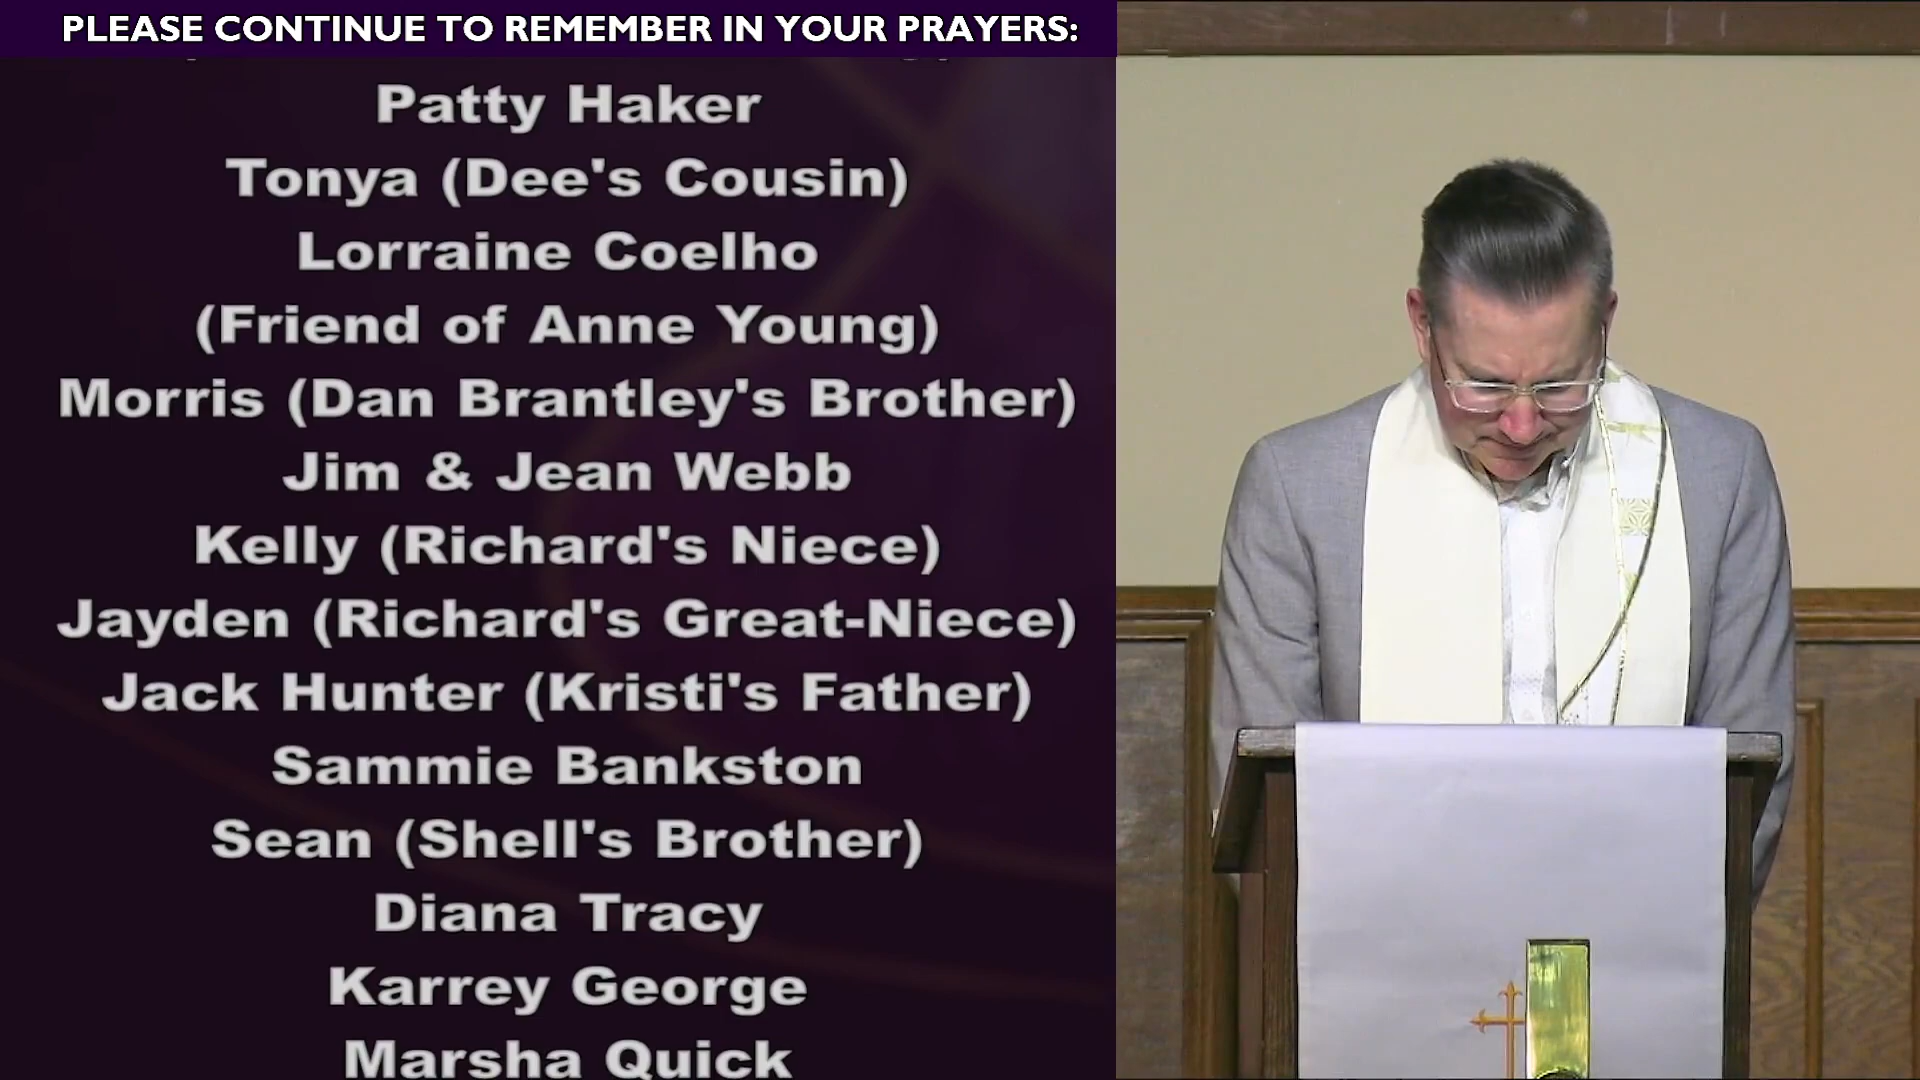 PLEASE CONTINUE TO REMEMBER IN YOUR PRAYERS:
Patty Haker
Tonya (Dee's Cousin)
Lorraine Coelho
(Friend of Anne Young)
Morris (Dan Brantley's Brother)
Jim & Jean Webb
Kelly (Richard's Niece)
Jayden (Richard's Great-Niece)
Jack Hunter (Kristi's Father)
Sammie Bankston
Sean (Shell's Brother)
Diana Tracy
Karrey George
Marsha Quick